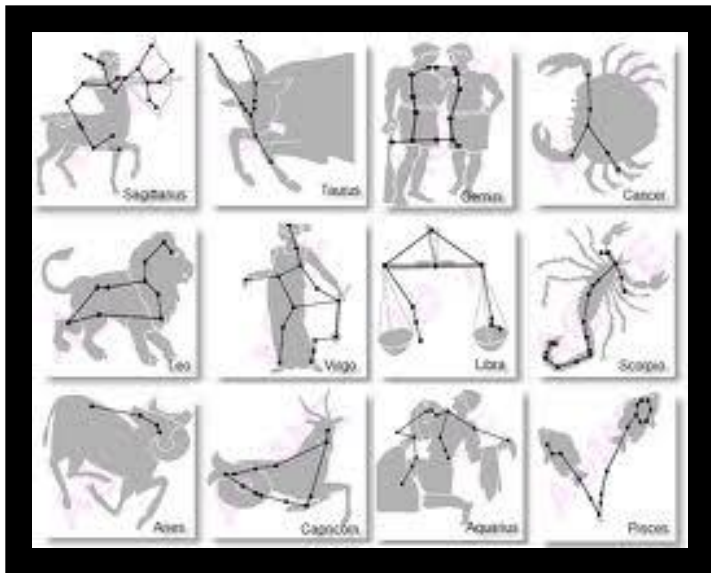 Sagittarius.
Taurus.
Gemini.
Cancer.
Leo.
Virgo.
Libra.
Scorpio.
Aries.
Capricorn.
Aquarius
Pisces.